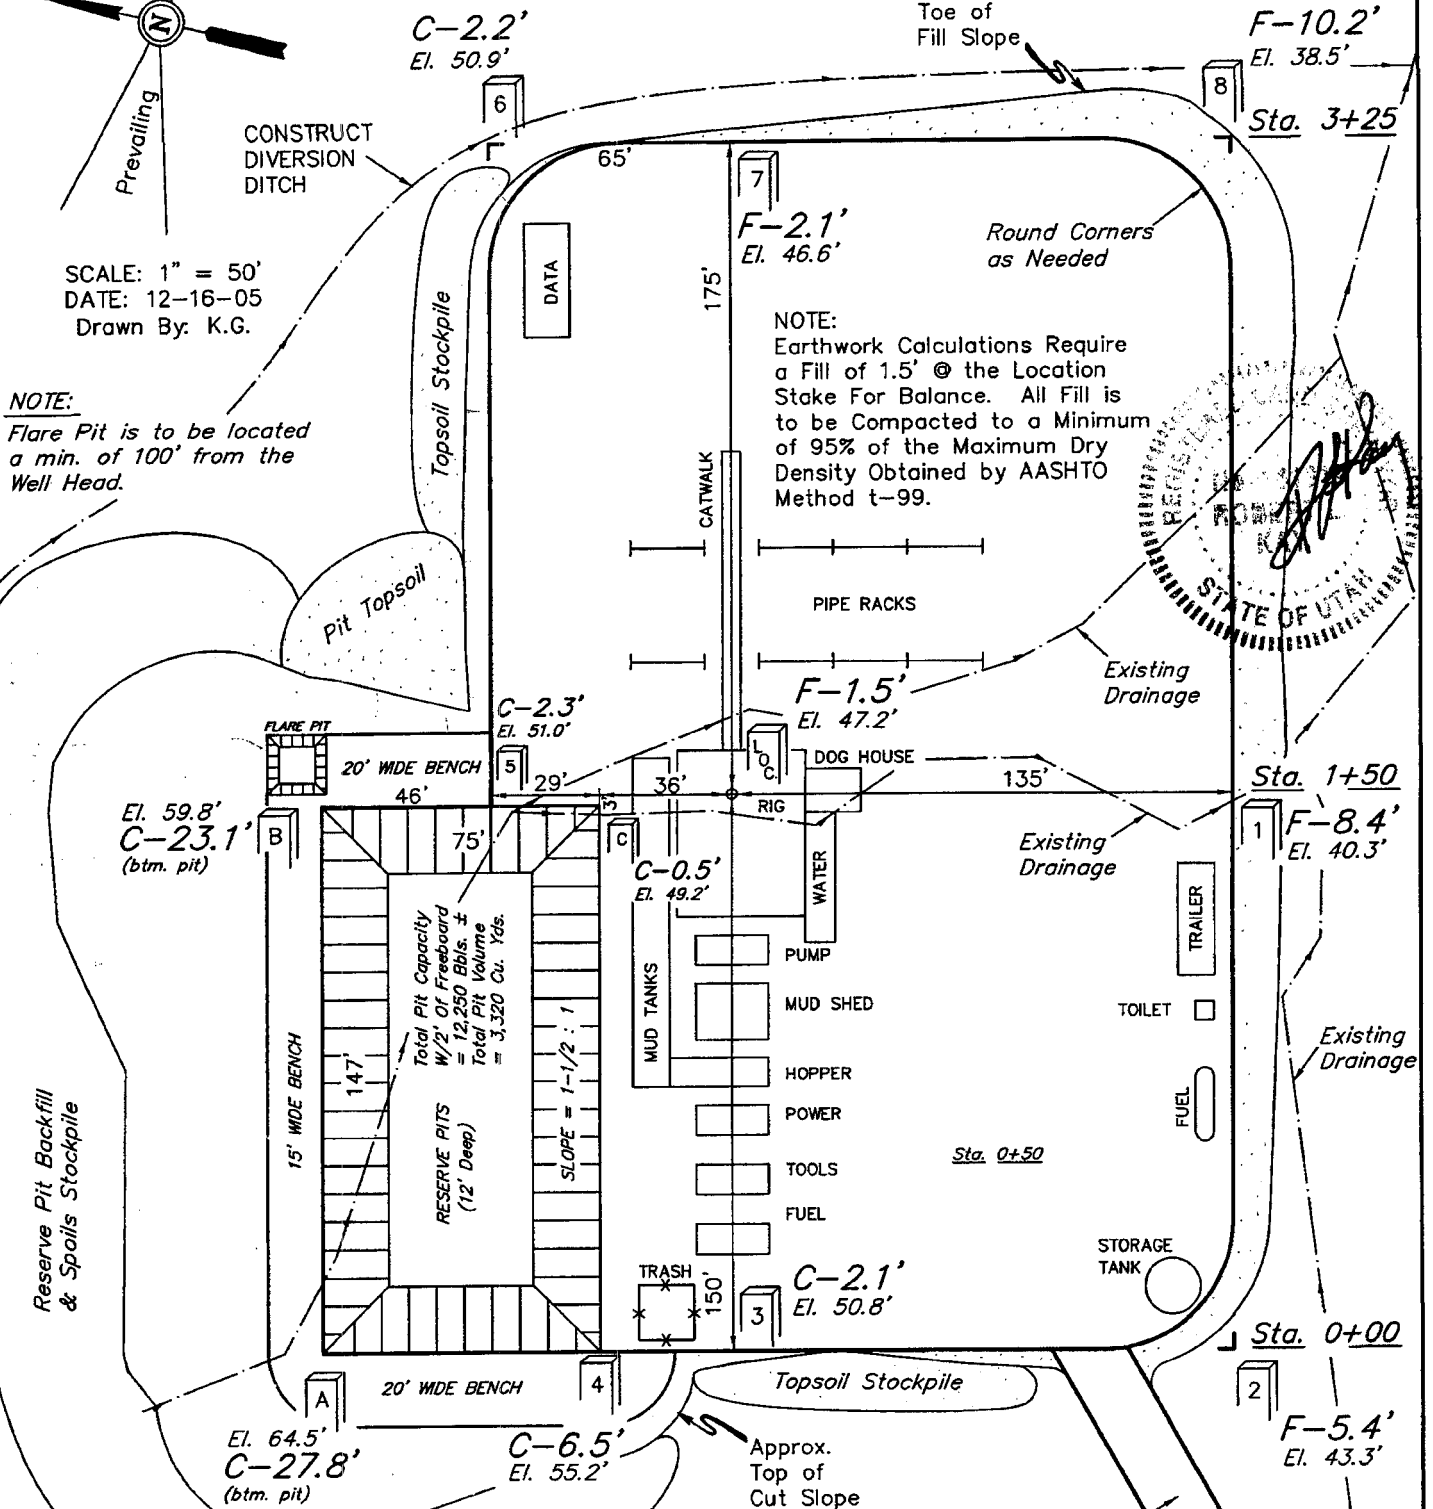 C-2.2'
El. 50.9'
6
Toe of
Fill Slope
F-10.2'
El. 38.5'
8
Sta. 3+25
N
Prevailing
CONSTRUCT
DIVERSION
DITCH
65'
7
F-2.1'
El. 46.6'
Round Corners
as Needed
SCALE: 1" = 50'
DATE: 12-16-05
Drawn By: K.G.
DATA
175'
Topsoil Stockpile
NOTE:
Earthwork Calculations Require
a Fill of 1.5' @ the Location
Stake For Balance. All Fill is
to be Compacted to a Minimum
of 95% of the Maximum Dry
Density Obtained by AASHTO
Method t-99.
NOTE:
Flare Pit is to be located
a min. of 100' from the
Well Head.
STATE OF UTAH
CATWALK
PIPE RACKS
Pit Topsoil
Existing
Drainage
C-2.3'
El. 51.0'
5
F-1.5'
El. 47.2'
LOC.
FLARE PIT
20' WIDE BENCH
46'
29'
3'
36'
DOG HOUSE
RIG
135'
Sta. 1+50
1
F-8.4'
El. 40.3'
El. 59.8'
C-23.1'
(btm. pit)
B
75'
C
C-0.5'
El. 49.2'
Existing
Drainage
WATER
TRAILER
Total Pit Capacity
W/2' Of Freeboard
= 12,250 Bbls. ±
Total Pit Volume
= 3,320 Cu. Yds.
PUMP
MUD SHED
MUD TANKS
TOILET
HOPPER
POWER
FUEL
Existing
Drainage
15' WIDE BENCH
147'
RESERVE PITS
(12' Deep)
SLOPE = 1-1/2 : 1
TOOLS
FUEL
Sta. 0+50
Reserve Pit Backfill
& Spoils Stockpile
STORAGE
TANK
TRASH
150'
3
C-2.1'
El. 50.8'
Sta. 0+00
2
F-5.4'
El. 43.3'
A
20' WIDE BENCH
4
Topsoil Stockpile
El. 64.5'
C-27.8'
(btm. pit)
C-6.5'
El. 55.2'
Approx.
Top of
Cut Slope